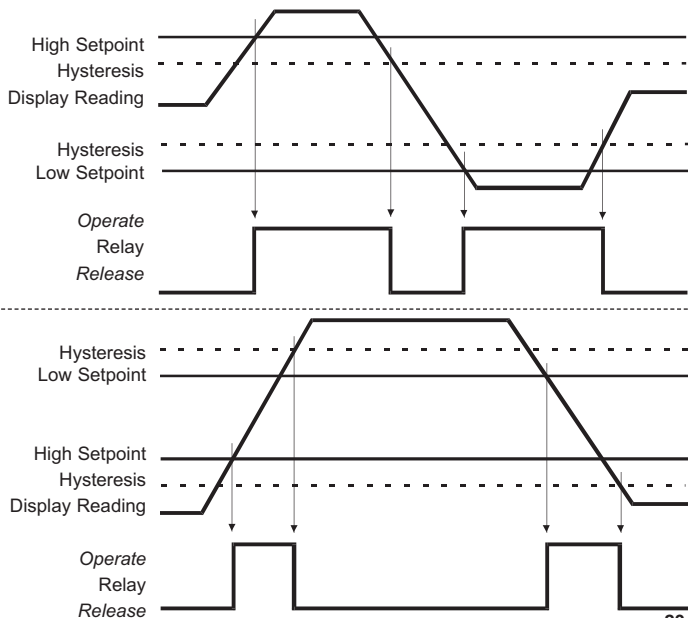 High Setpoint
Hysteresis
Display Reading
Hysteresis
Low Setpoint
Operate
Relay
Release
Hysteresis
Low Setpoint
High Setpoint
Hysteresis
Display Reading
Operate
Relay
Release